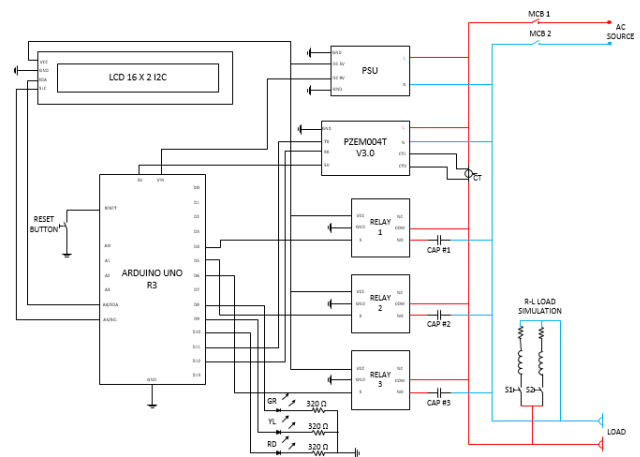 MCB 1
AC
SOURCE
MCB 2
VCC
GND
SDA
SLC
LCD 16 X 2 I2C
GND
DC 5V
DC 9V
GND
PSU
L
N
GND
TX
RX
5V
PZEM004T
V3.0
L
N
CT1
CT2
CT
5V
VIN
RESET
RESET
BUTTON
A0
A1
A2
A3
A4/SDA
A5/SCL
ARDUINO UNO
R3
D0
D1
D2
D3
D4
D5
D6
D7
D8
D9
D10
D11
D12
D13
GND
VCC
GND
S
RELAY
1
NC
COM
NO
CAP #1
VCC
GND
S
RELAY
2
NC
COM
NO
CAP #2
VCC
GND
S
RELAY
3
NC
COM
NO
CAP #3
R-L LOAD
SIMULATION
S1
S2
LOAD
GR
320 Ω
YL
320 Ω
RD
320 Ω